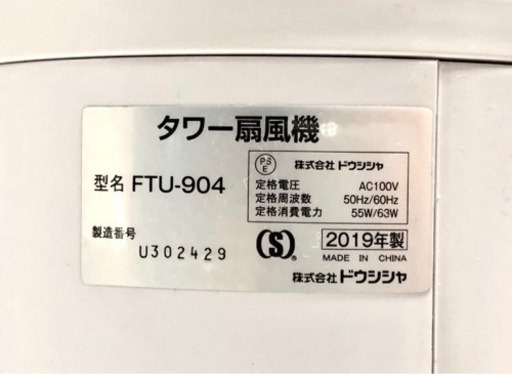 タワー扇風機
型名 FTU-904
製造番号 U302429
PS E 株式会社 ドウシシャ
定格電圧 AC100V
定格周波数 50Hz/60Hz
定格消費電力 55W/63W
(S)® 2019年製
MADE IN CHINA
株式会社ドウシシャ